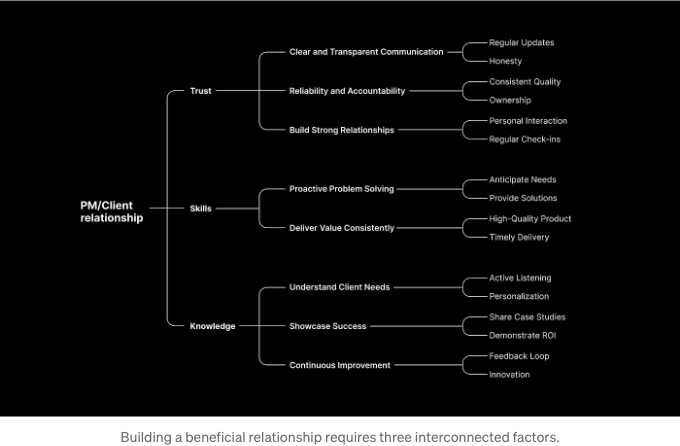 PM/Client
relationship
Trust
Clear and Transparent Communication
Regular Updates
Honesty
Reliability and Accountability
Consistent Quality
Ownership
Build Strong Relationships
Personal Interaction
Regular Check-ins
Skills
Proactive Problem Solving
Anticipate Needs
Provide Solutions
Deliver Value Consistently
High-Quality Product
Timely Delivery
Knowledge
Understand Client Needs
Active Listening
Personalization
Showcase Success
Share Case Studies
Demonstrate ROI
Continuous Improvement
Feedback Loop
Innovation
Building a beneficial relationship requires three interconnected factors.